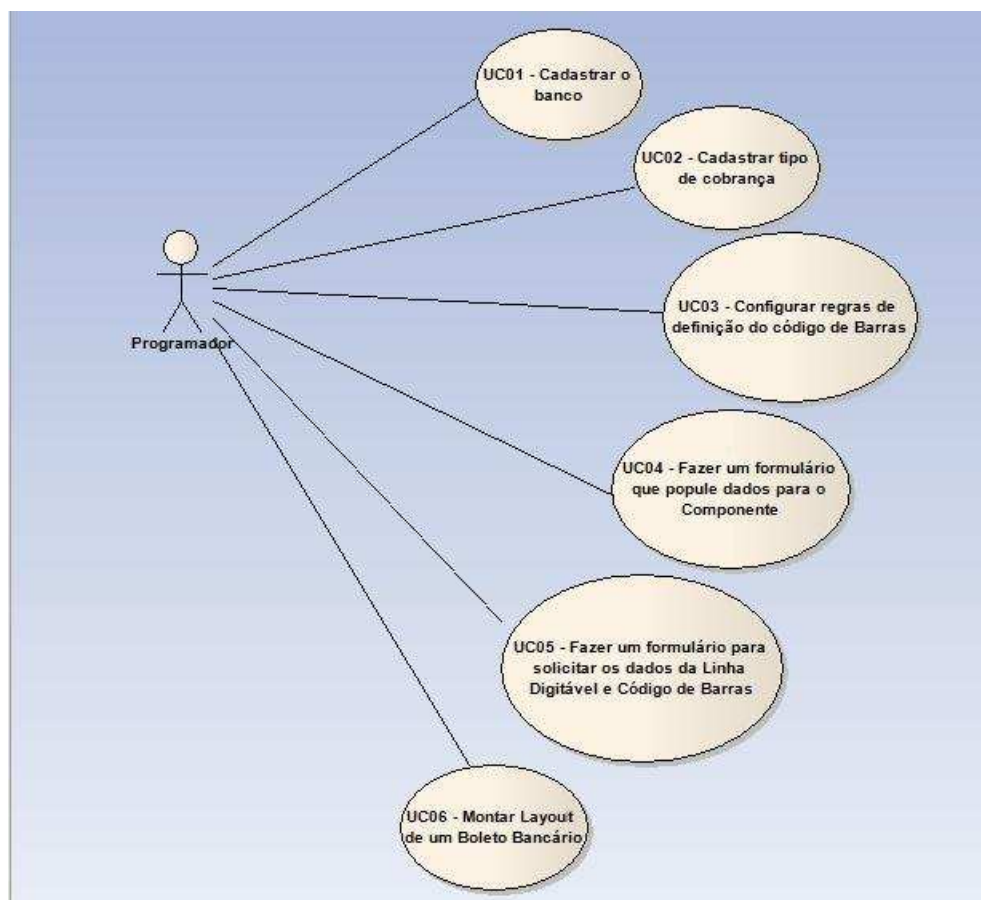 UC01 - Cadastrar o
banco
UC02 - Cadastrar tipo
de cobrança
UC03 - Configurar regras de
definição do código de Barras
Programador
UC04 - Fazer um formulário
que popule dados para o
Componente
UC05 - Fazer um formulário para
solicitar os dados da Linha
Digitável e Código de Barras
UC06 - Montar Layout
de um Boleto Bancário